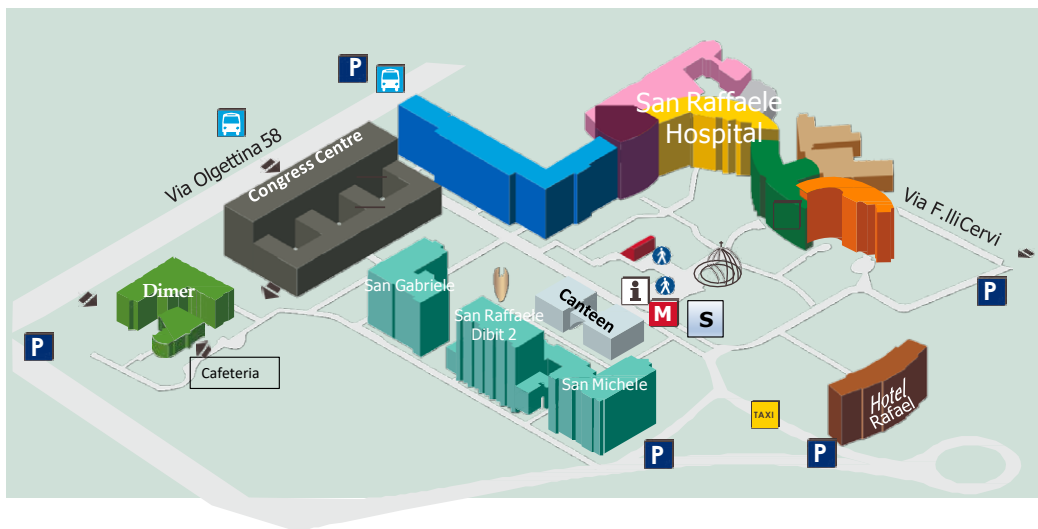 P
San Raffaele
Hospital
Via Olgettina 58
Congress Centre
Via F.lliCervi
San Gabriele
Dimer
Canteen
i
P
San Raffaele
Dibit 2
M
S
P
Cafeteria
San Michele
Hotel
Rafael
TAXI
P
P